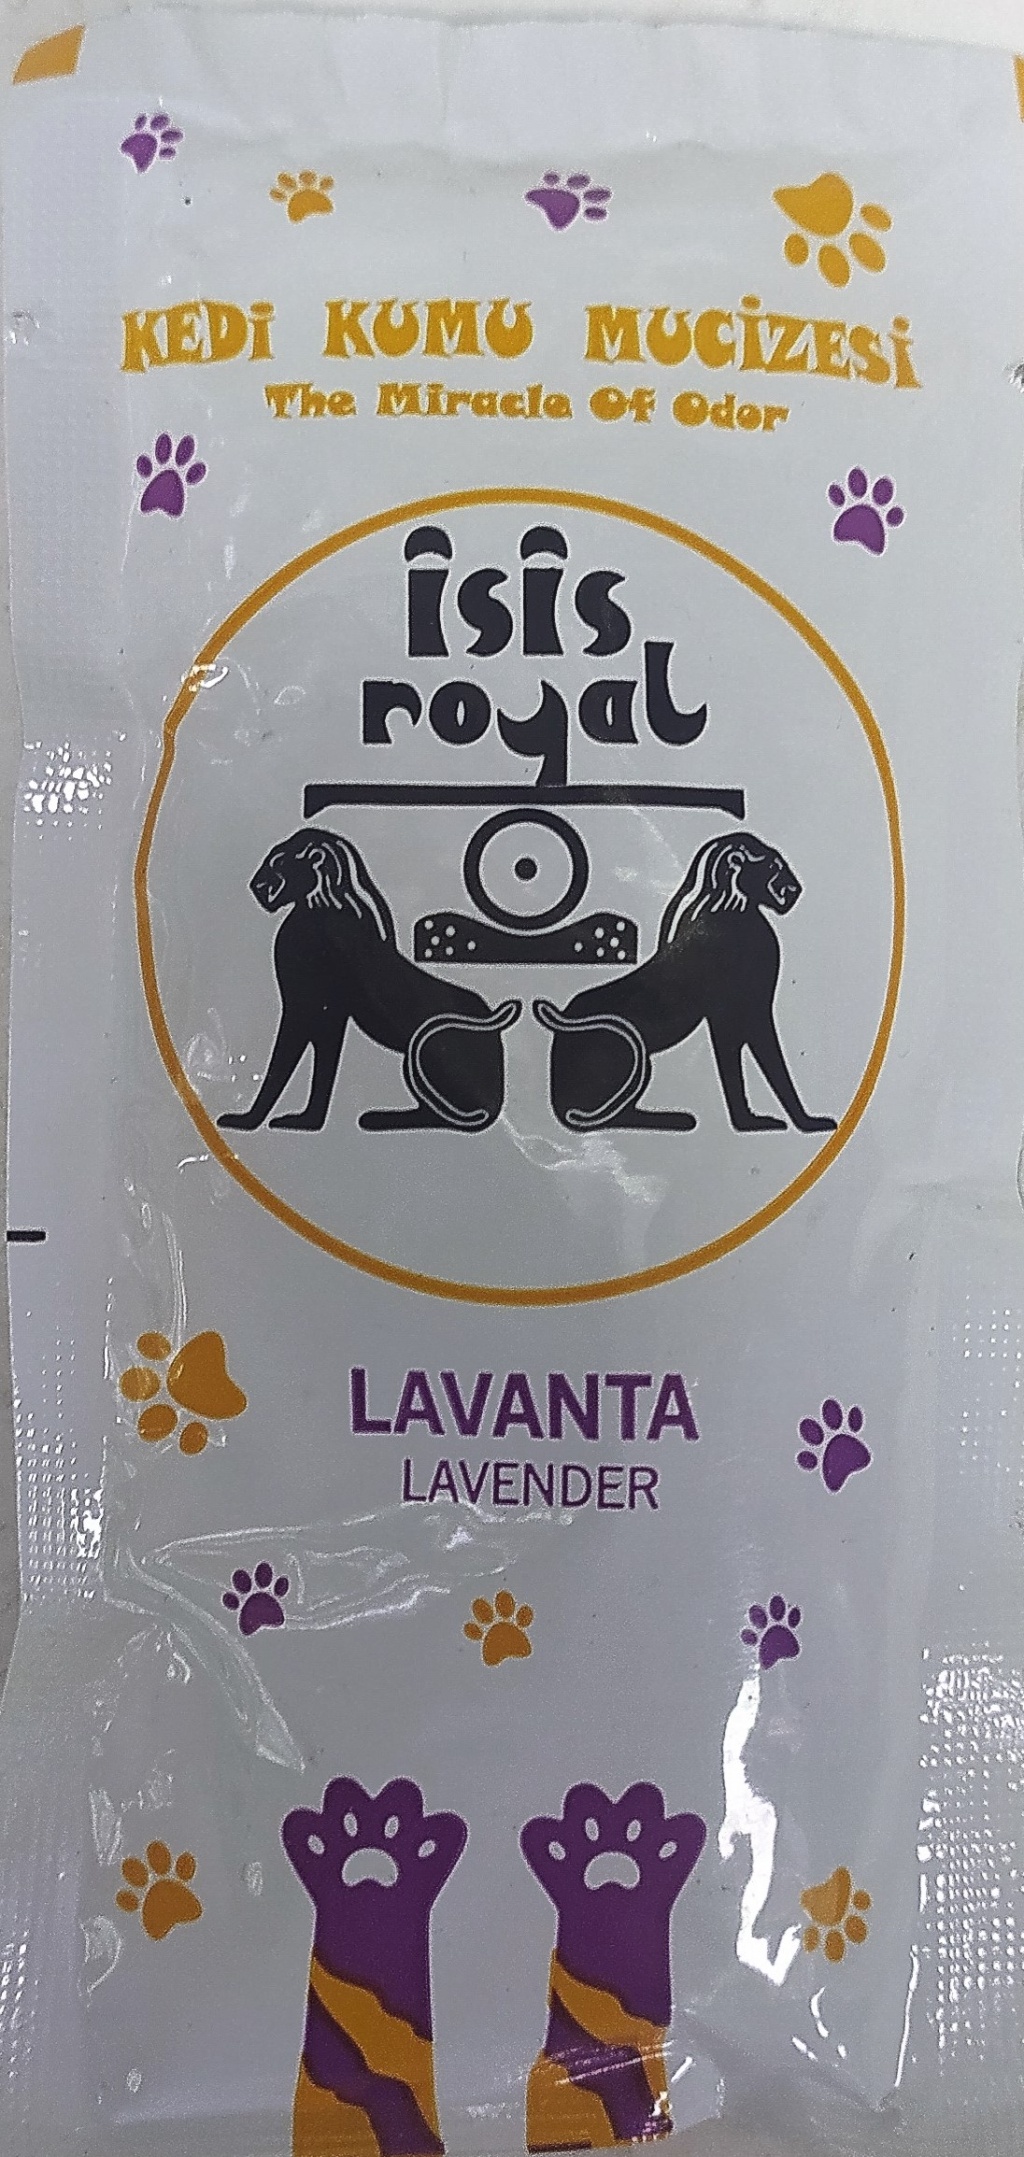 KEDİ KUMU MUCİZESİ
The Miracle Of Odor
isis
royal
LAVANTA
LAVENDER